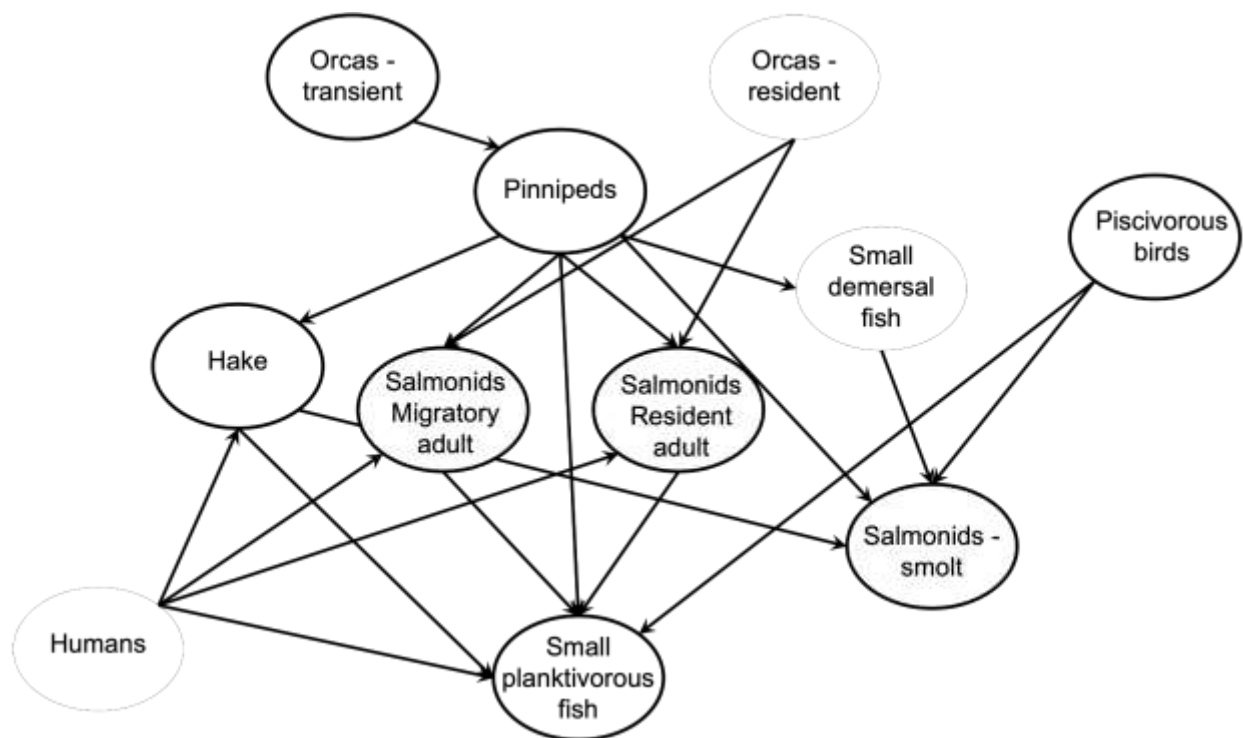 Orcas -
transient
Orcas -
resident
Pinnipeds
Piscivorous
birds
Small
demersal
fish
Hake
Salmonids
Migratory
adult
Salmonids
Resident
adult
Salmonids -
smolt
Humans
Small
planktivorous
fish